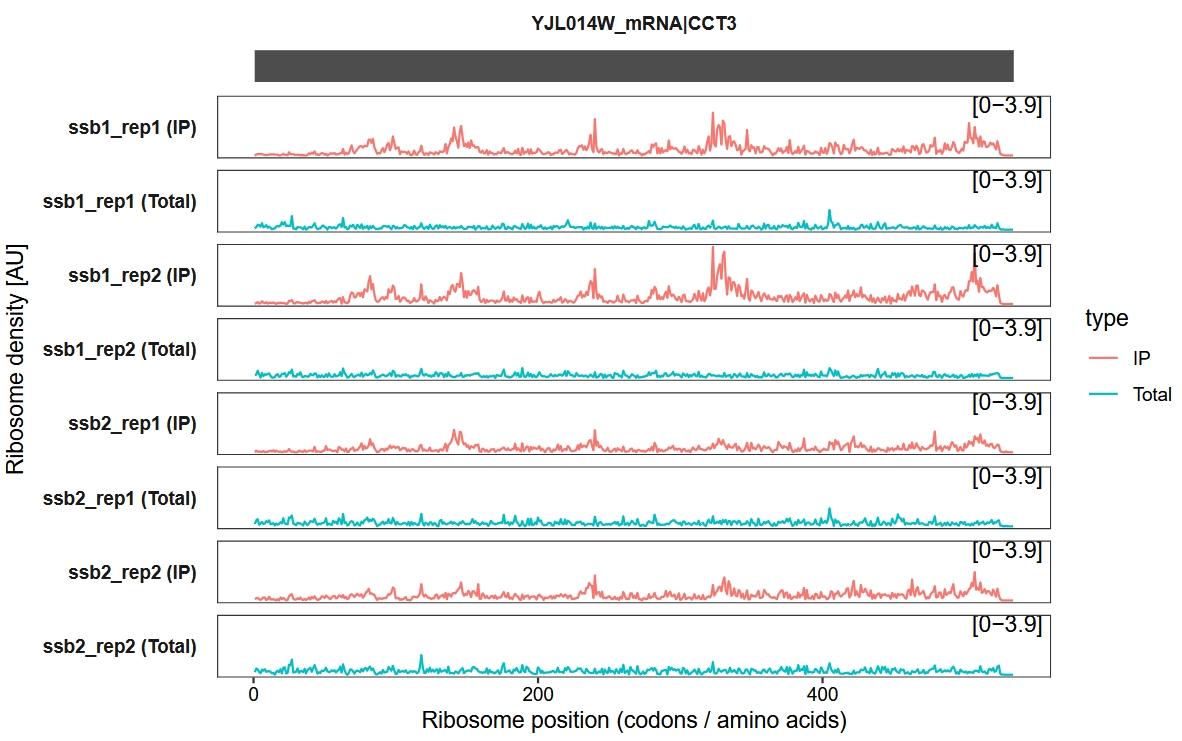 YJL014W_mRNA|CCT3
[0−3.9]
ssb1_rep1 (IP)
[0−3.9]
ssb1_rep1 (Total)
[0−3.9]
ssb1_rep2 (IP)
[0−3.9]
ssb1_rep2 (Total)
[0−3.9]
ssb2_rep1 (IP)
[0−3.9]
ssb2_rep1 (Total)
[0−3.9]
ssb2_rep2 (IP)
[0−3.9]
ssb2_rep2 (Total)
Ribosome density [AU]
0 200 400
Ribosome position (codons / amino acids)
type
IP
Total